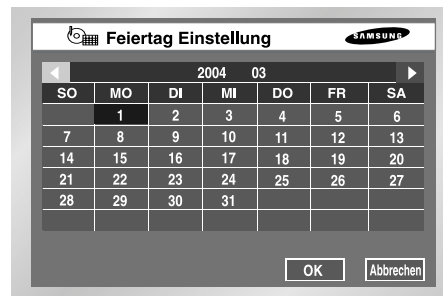 Feiertag Einstellung SAMSUNG
2004 03
SO MO DI MI DO FR SA
1 2 3 4 5 6
7 8 9 10 11 12 13
14 15 16 17 18 19 20
21 22 23 24 25 26 27
28 29 30 31
OK Abbrechen